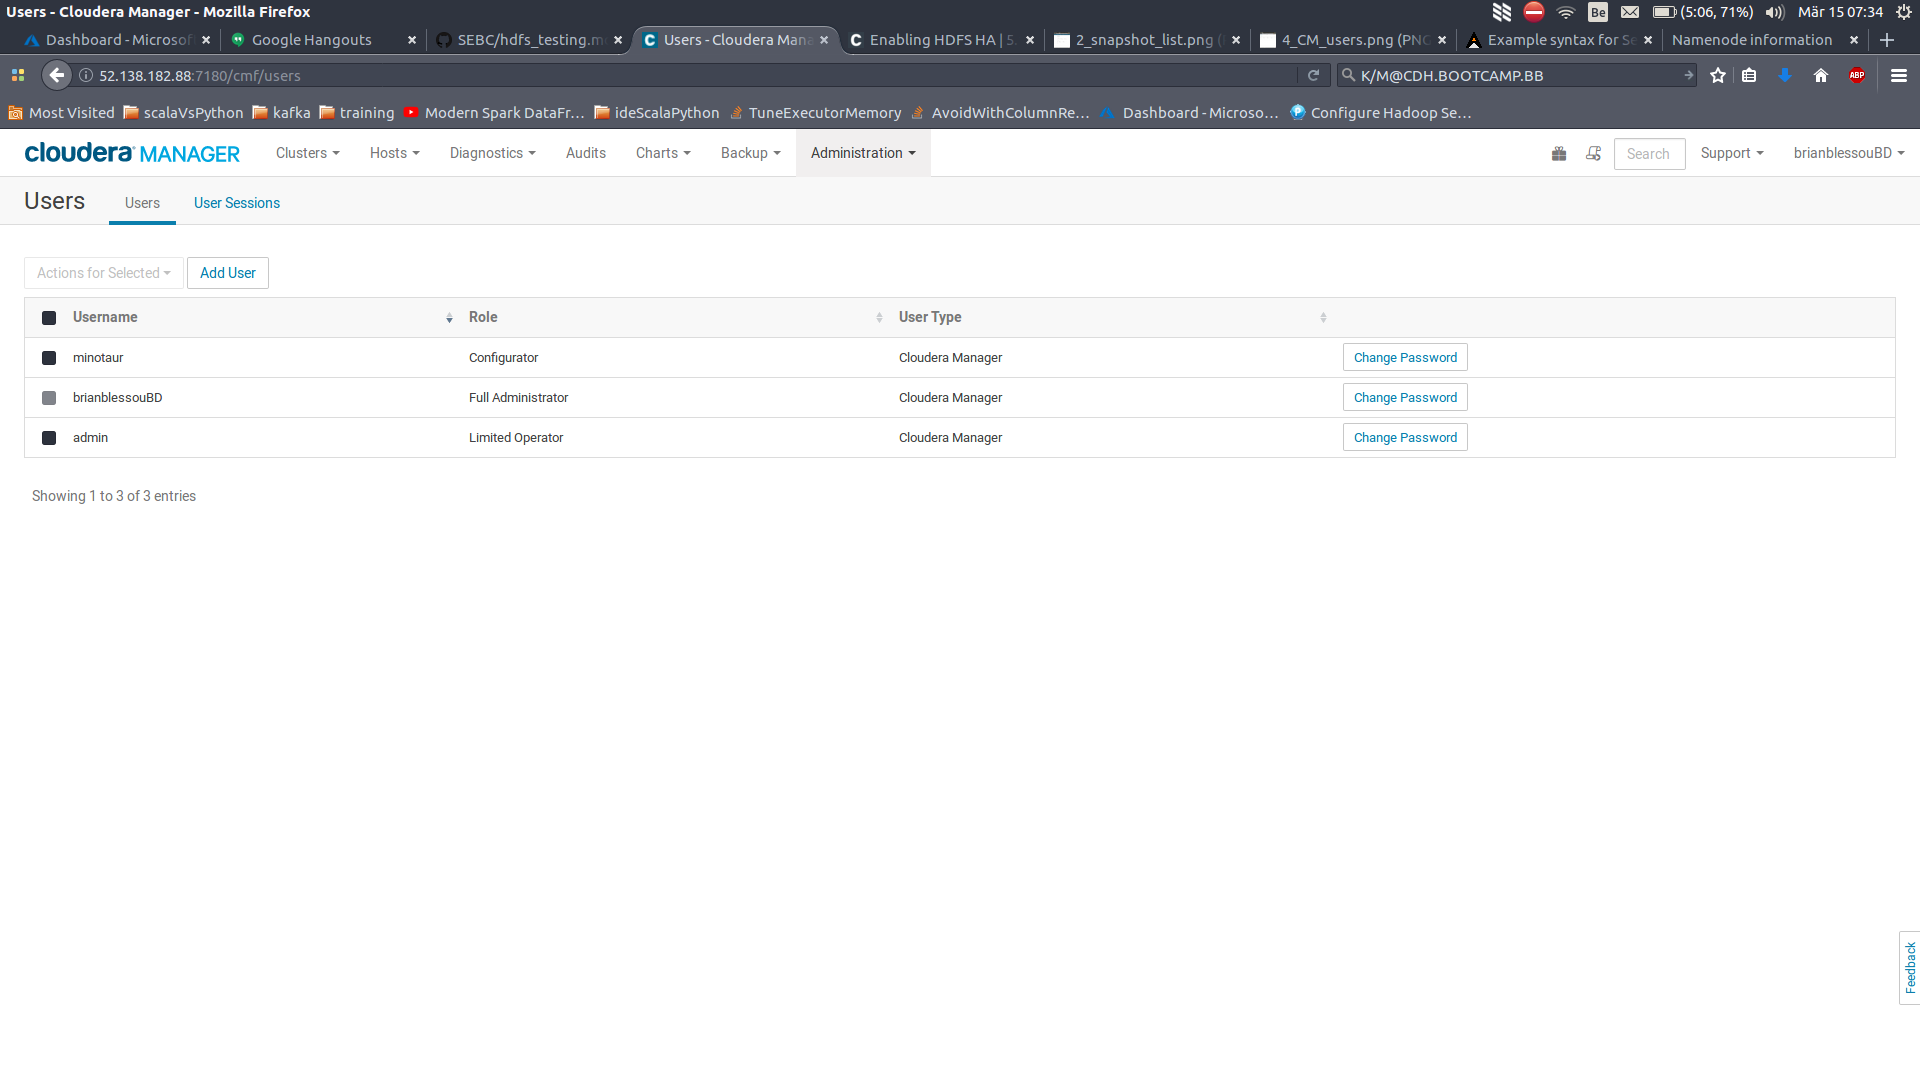 Users - Cloudera Manager - Mozilla Firefox
Be (5:06, 71%) Mär 15 07:34
Dashboard - Microsof Google Hangouts SEBC/hdfs_testing.m Users - Cloudera Mana Enabling HDFS HA | 5. 2_snapshot_list.png ( 4_CM_users.png (PNG Example syntax for Se Namenode information
52.138.182.88:7180/cmf/users K/M@CDH.BOOTCAMP.BB ABP
Most Visited scalaVsPython kafka training Modern Spark DataFr... ideScalaPython TuneExecutorMemory AvoidWithColumnRe... Dashboard - Microso... Configure Hadoop Se...
cloudera MANAGER Clusters Hosts Diagnostics Audits Charts Backup Administration Search Support brianblessouBD
Users Users User Sessions
Actions for Selected Add User
Username Role User Type
minotaur Configurator Cloudera Manager Change Password
brianblessouBD Full Administrator Cloudera Manager Change Password
admin Limited Operator Cloudera Manager Change Password
Showing 1 to 3 of 3 entries
Feedback